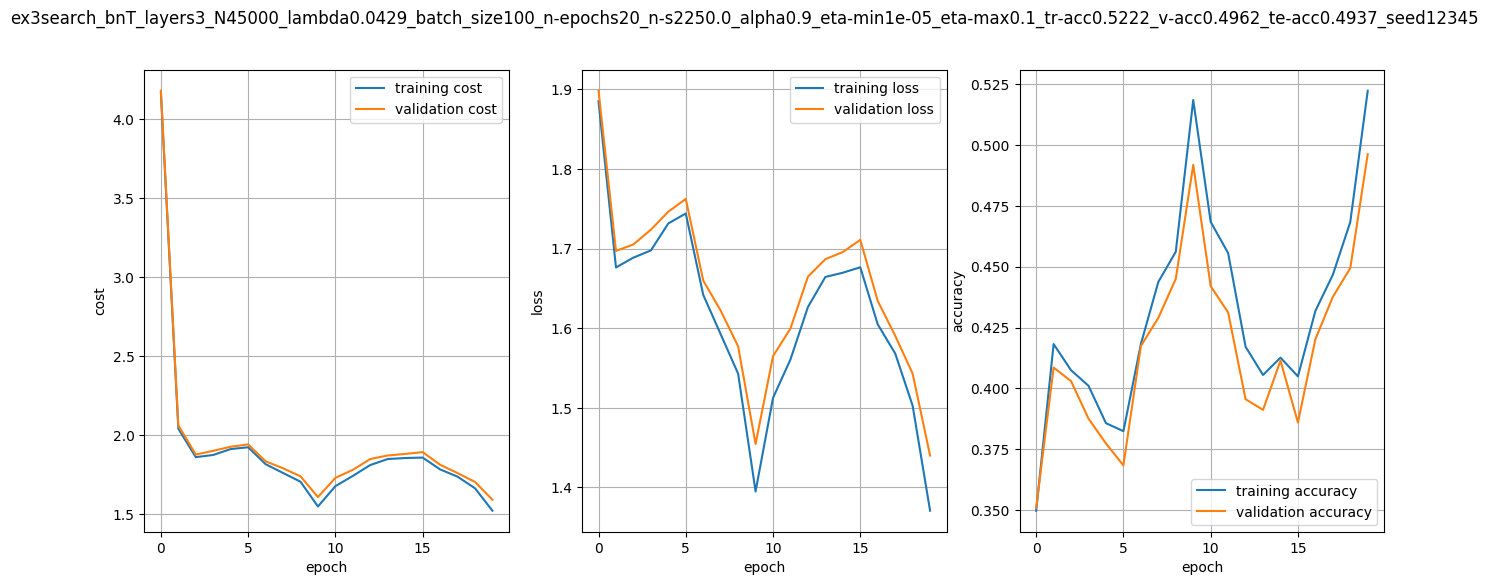 ex3search_bnT_layers3_N45000_lambda0.0429_batch_size100_n-epochs20_n-s2250.0_alpha0.9_eta-min1e-05_eta-max0.1_tr-acc0.5222_v-acc0.4962_te-acc0.4937_seed12345
training cost
validation cost
4.0
3.5
3.0
2.5
2.0
1.5
cost
0
5
10
15
epoch
training loss
validation loss
1.9
1.8
1.7
1.6
1.5
1.4
loss
0
5
10
15
epoch
0.525
0.500
0.475
0.450
0.425
0.400
0.375
0.350
accuracy
training accuracy
validation accuracy
0
5
10
15
epoch